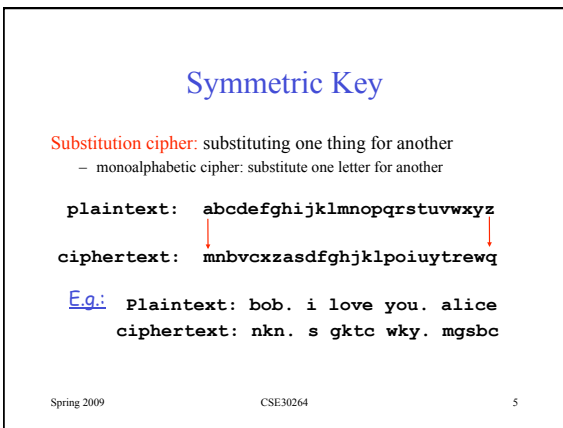 Symmetric Key
Substitution cipher: substituting one thing for another
– monoalphabetic cipher: substitute one letter for another
plaintext: abcdefghijklmnopqrstuvwxyz
ciphertext: mnbvcxzasdfghjklpoiuytrewq
E.g.: Plaintext: bob. i love you. alice
ciphertext: nkn. s gktc wky. mgsbc
Spring 2009 CSE30264 5